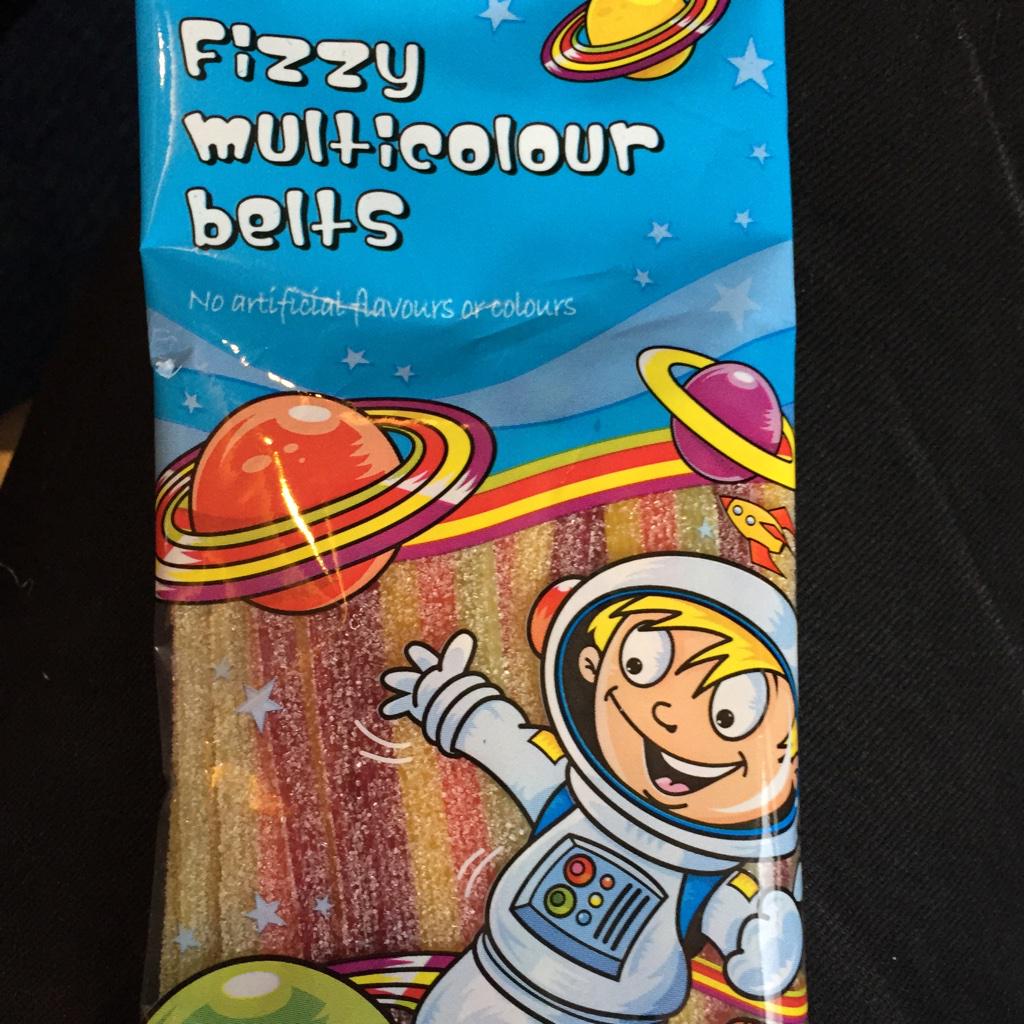 Fizzy
multicolour
belts
No artificial flavours or colours